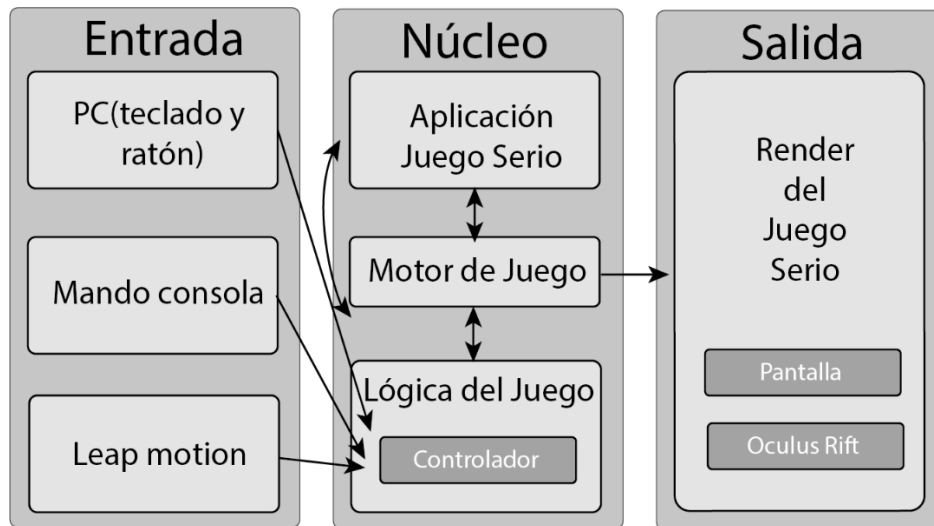 Entrada
PC(teclado y
ratón)
Mando consola
Leap motion
Núcleo
Aplicación
Juego Serio
Motor de Juego
Lógica del Juego
Controlador
Salida
Render
del
Juego
Serio
Pantalla
Oculus Rift